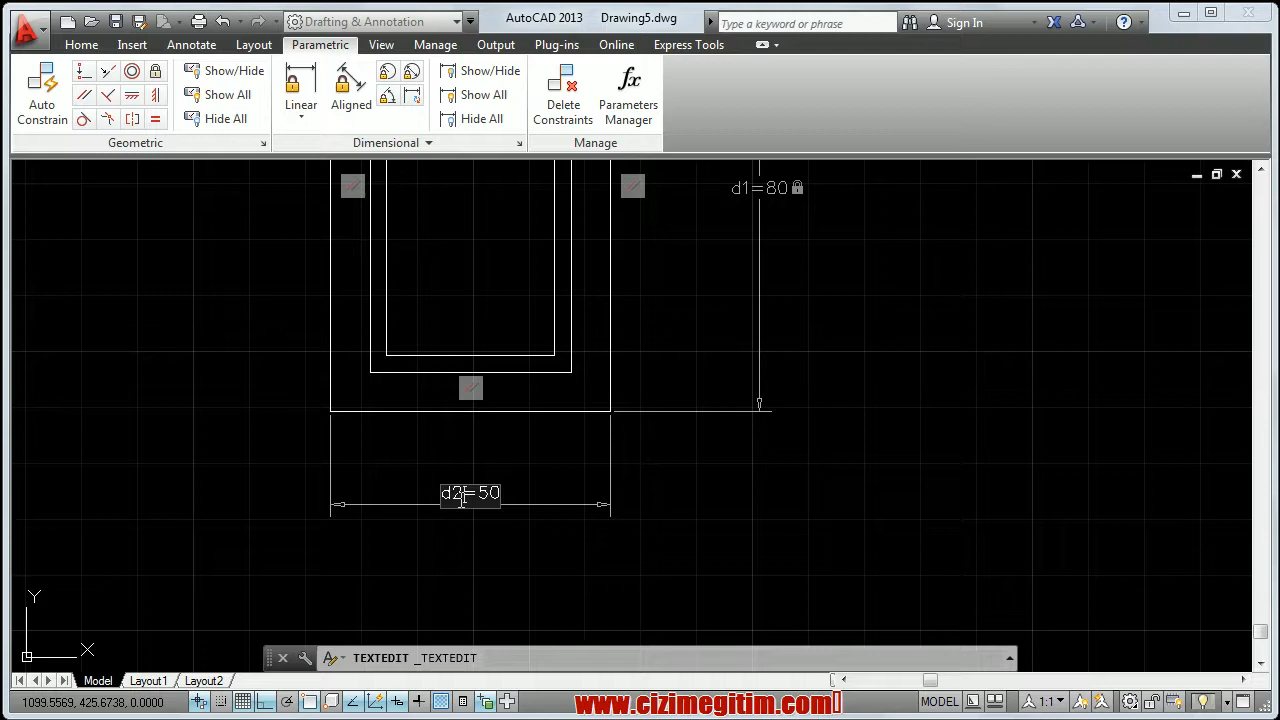 Drafting & Annotation
AutoCAD 2013 Drawing5.dwg
Type a keyword or phrase
Sign In
Home Insert Annotate Layout Parametric View Manage Output Plug-ins Online Express Tools
Auto Constrain
Show/Hide
Show All
Hide All
Geometric
Linear
Aligned
Show/Hide
Show All
Hide All
Dimensional
Delete Constraints
fx
Parameters Manager
Manage
d1=80
d2=50
Y
X
TEXTEDIT _TEXTEDIT
Model Layout1 Layout2
10995.9569, 425.6738, 0.0000
www.cizimegitim.com
MODEL
1:1